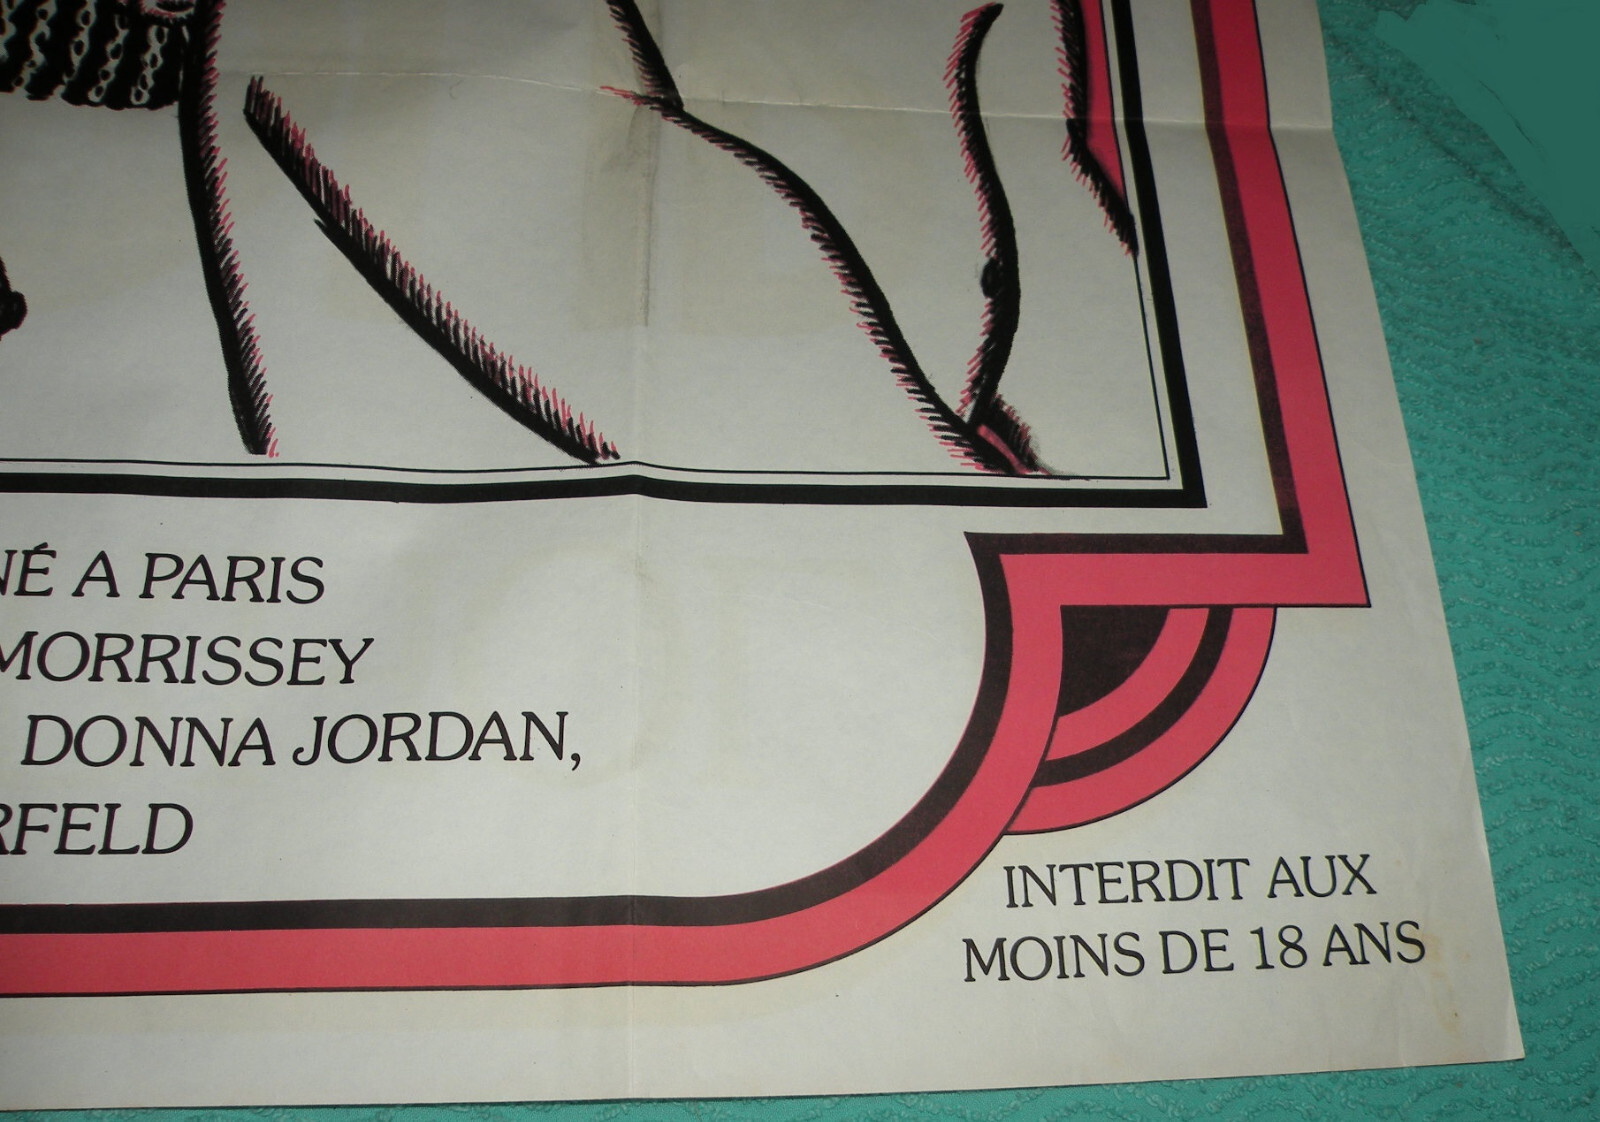 NÉ A PARIS
MORRISSEY
DONNA JORDAN,
RFELD
INTERDIT AUX
MOINS DE 18 ANS